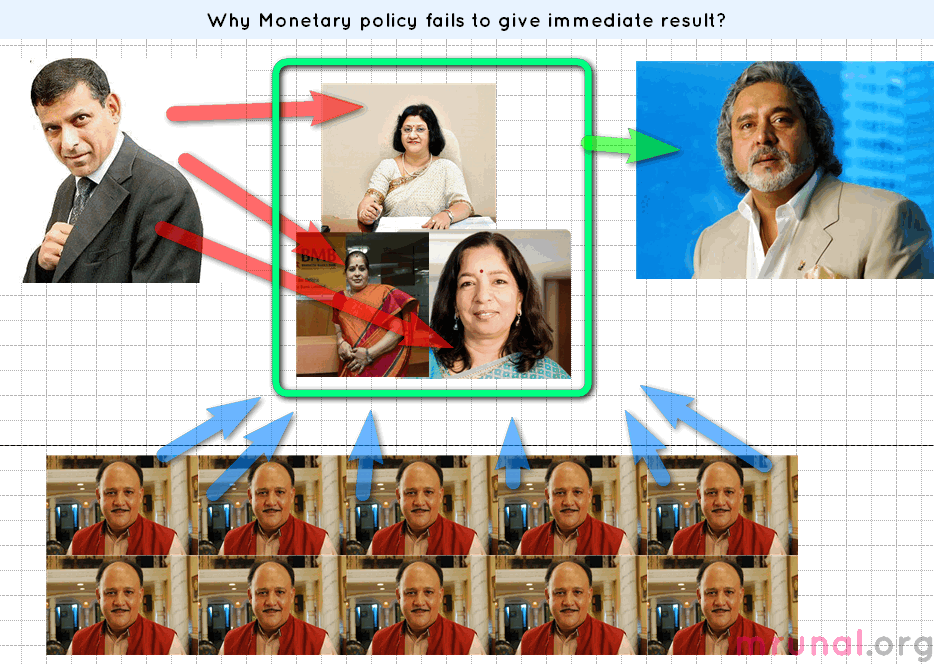 Why Monetary policy fails to give immediate result?
BMB
mrunal.org